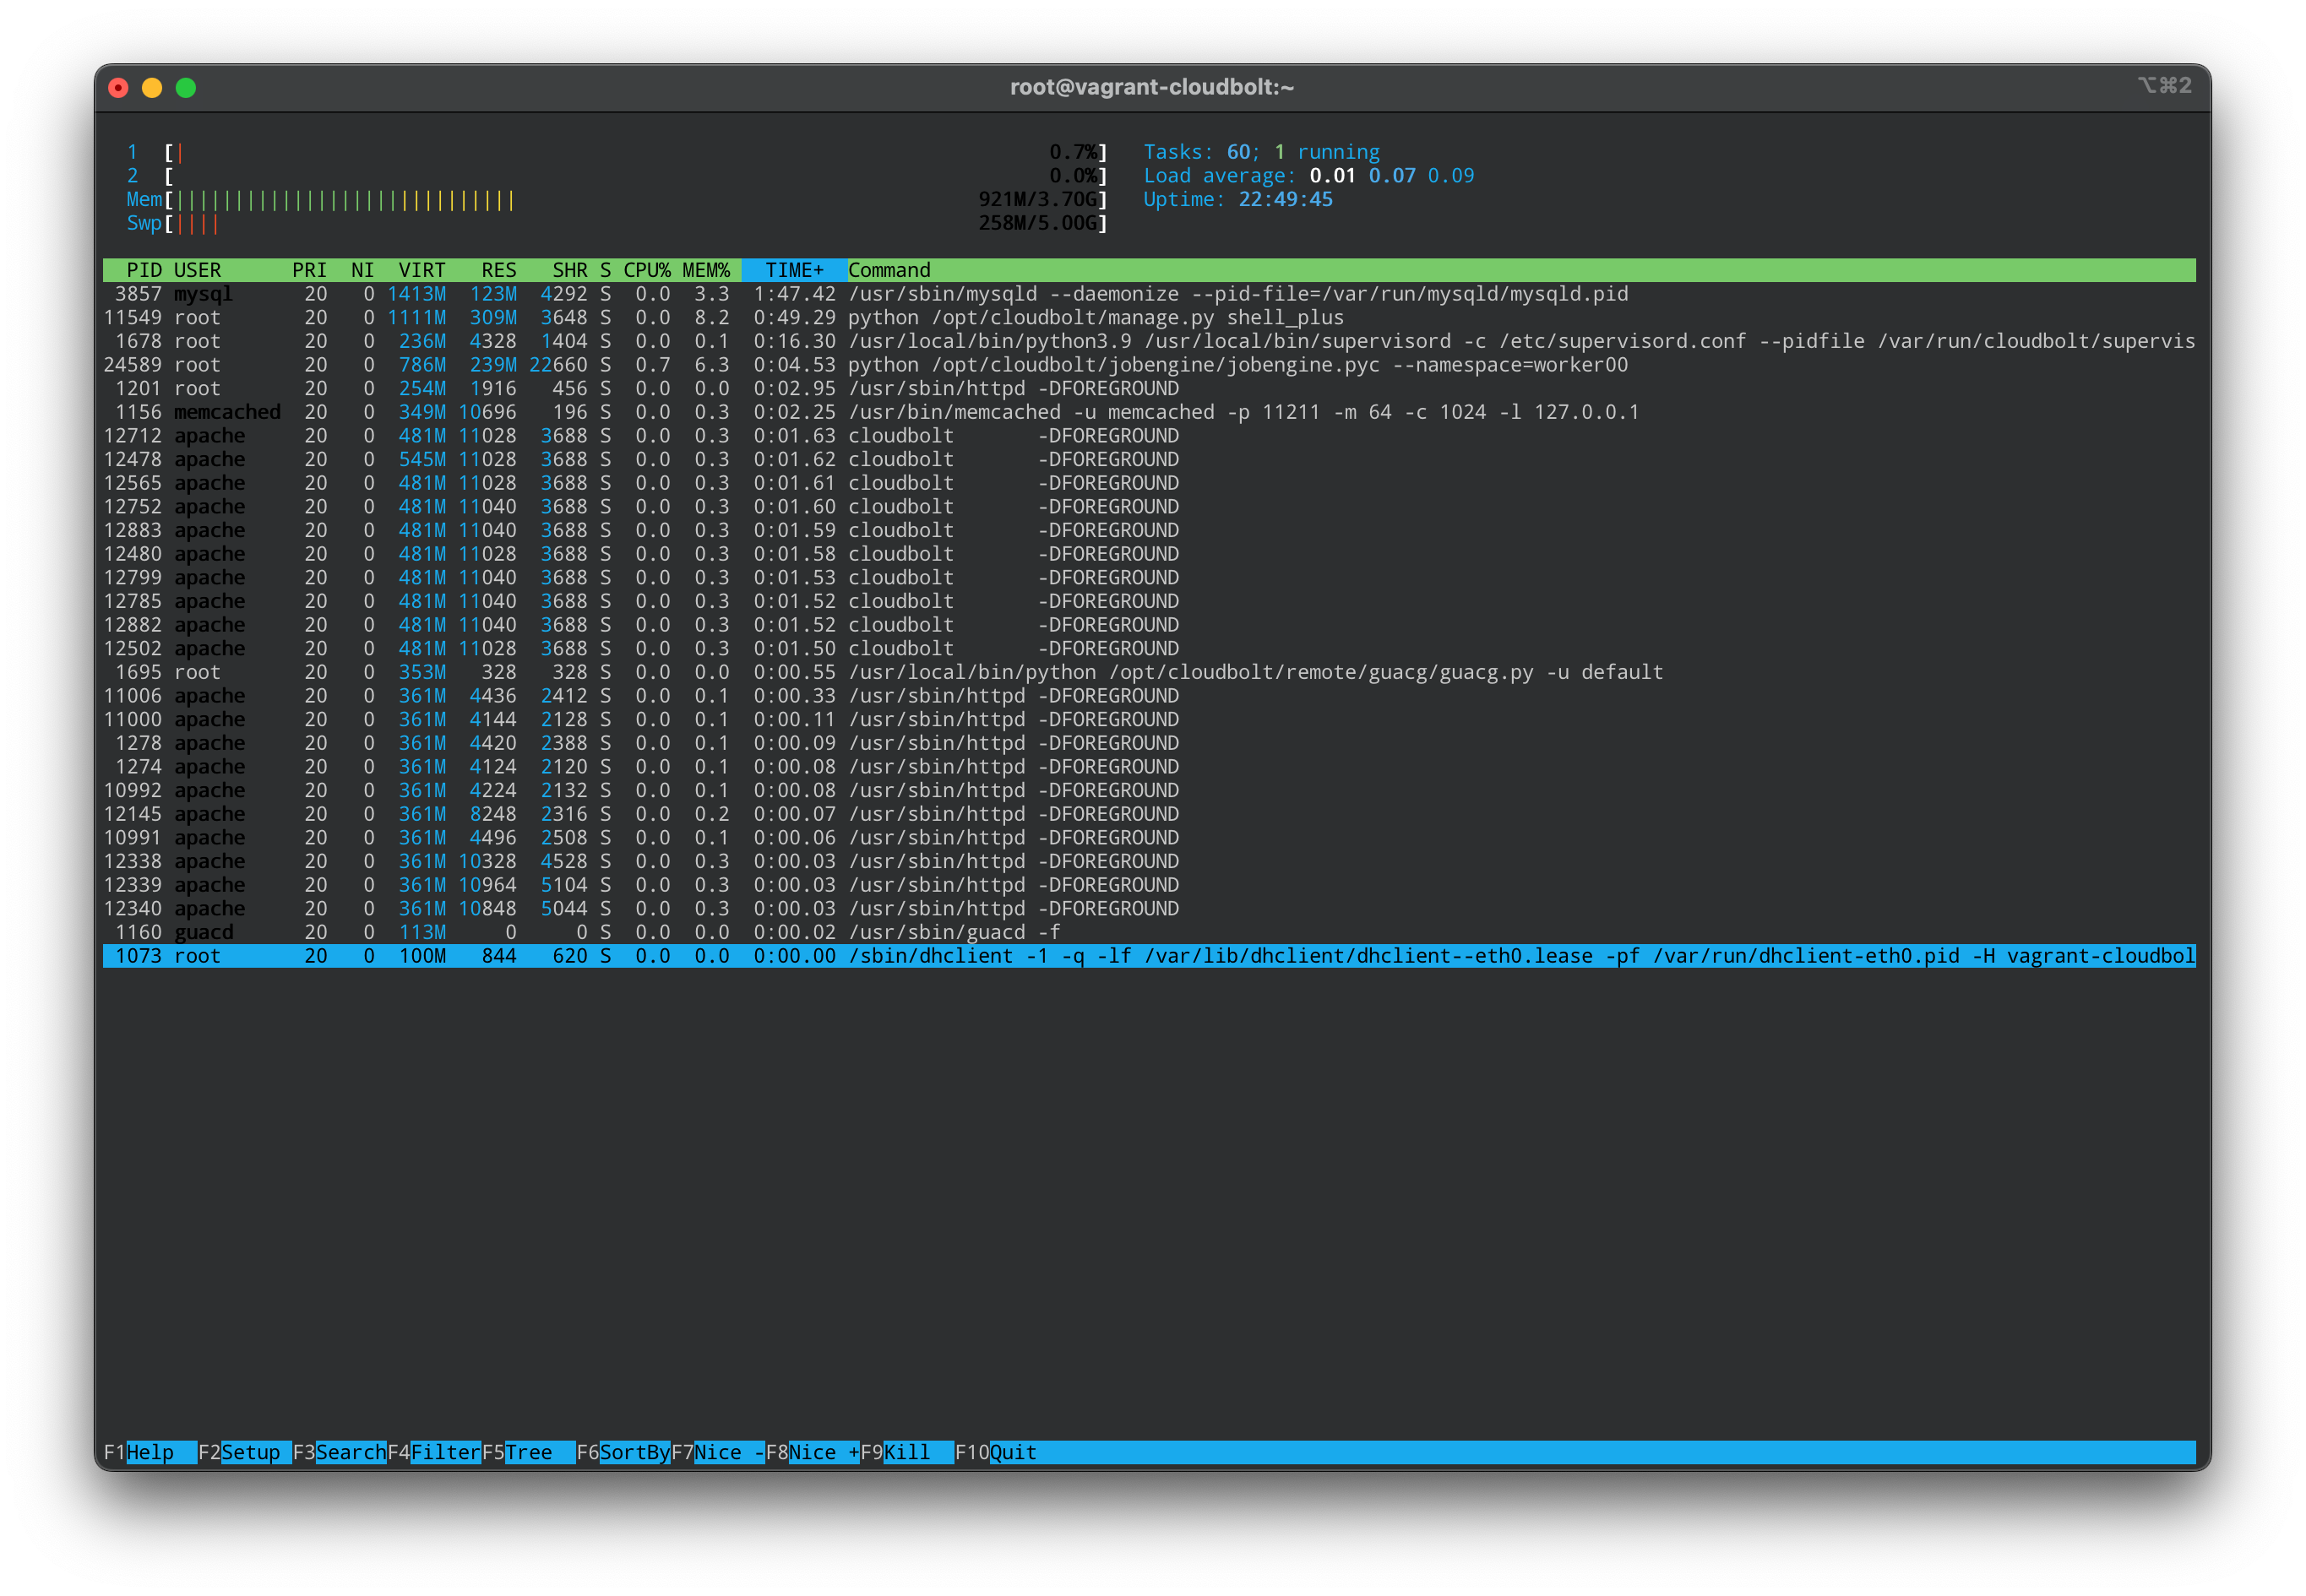 root@vagrant-cloudbolt:~ ⌥⌘2
1 [| 0.7%] Tasks: 60; 1 running
2 [ 0.0%] Load average: 0.01 0.07 0.09
Mem[||||||||||||||||||||||||||||| 921M/3.70G] Uptime: 22:49:45
Swp[|||| 258M/5.00G]
PID USER PRI NI VIRT RES SHR S CPU% MEM% TIME+ Command
3857 mysql 20 0 1413M 123M 4292 S 0.0 3.3 1:47.42 /usr/sbin/mysqld --daemonize --pid-file=/var/run/mysqld/mysqld.pid
11549 root 20 0 1111M 309M 3648 S 0.0 8.2 0:49.29 python /opt/cloudbolt/manage.py shell_plus
1678 root 20 0 236M 4328 1404 S 0.0 0.1 0:16.30 /usr/local/bin/python3.9 /usr/local/bin/supervisord -c /etc/supervisord.conf --pidfile /var/run/cloudbolt/supervis
24589 root 20 0 786M 239M 22660 S 0.7 6.3 0:04.53 python /opt/cloudbolt/jobengine/jobengine.pyc --namespace=worker00
1201 root 20 0 254M 1916 456 S 0.0 0.0 0:02.95 /usr/sbin/httpd -DFOREGROUND
1156 memcached 20 0 349M 10696 196 S 0.0 0.3 0:02.25 /usr/bin/memcached -u memcached -p 11211 -m 64 -c 1024 -l 127.0.0.1
12712 apache 20 0 481M 11028 3688 S 0.0 0.3 0:01.63 cloudbolt -DFOREGROUND
12478 apache 20 0 545M 11028 3688 S 0.0 0.3 0:01.62 cloudbolt -DFOREGROUND
12565 apache 20 0 481M 11028 3688 S 0.0 0.3 0:01.61 cloudbolt -DFOREGROUND
12752 apache 20 0 481M 11040 3688 S 0.0 0.3 0:01.60 cloudbolt -DFOREGROUND
12883 apache 20 0 481M 11040 3688 S 0.0 0.3 0:01.59 cloudbolt -DFOREGROUND
12480 apache 20 0 481M 11028 3688 S 0.0 0.3 0:01.58 cloudbolt -DFOREGROUND
12799 apache 20 0 481M 11040 3688 S 0.0 0.3 0:01.53 cloudbolt -DFOREGROUND
12785 apache 20 0 481M 11040 3688 S 0.0 0.3 0:01.52 cloudbolt -DFOREGROUND
12882 apache 20 0 481M 11040 3688 S 0.0 0.3 0:01.52 cloudbolt -DFOREGROUND
12502 apache 20 0 481M 11028 3688 S 0.0 0.3 0:01.50 cloudbolt -DFOREGROUND
1695 root 20 0 353M 328 328 S 0.0 0.0 0:00.55 /usr/local/bin/python /opt/cloudbolt/remote/guacg/guacg.py -u default
11006 apache 20 0 361M 4436 2412 S 0.0 0.1 0:00.33 /usr/sbin/httpd -DFOREGROUND
11000 apache 20 0 361M 4144 2128 S 0.0 0.1 0:00.11 /usr/sbin/httpd -DFOREGROUND
1278 apache 20 0 361M 4420 2388 S 0.0 0.1 0:00.09 /usr/sbin/httpd -DFOREGROUND
1274 apache 20 0 361M 4124 2120 S 0.0 0.1 0:00.08 /usr/sbin/httpd -DFOREGROUND
10992 apache 20 0 361M 4224 2132 S 0.0 0.1 0:00.08 /usr/sbin/httpd -DFOREGROUND
12145 apache 20 0 361M 8248 2316 S 0.0 0.2 0:00.07 /usr/sbin/httpd -DFOREGROUND
10991 apache 20 0 361M 4496 2508 S 0.0 0.1 0:00.06 /usr/sbin/httpd -DFOREGROUND
12338 apache 20 0 361M 10328 4528 S 0.0 0.3 0:00.03 /usr/sbin/httpd -DFOREGROUND
12339 apache 20 0 361M 10964 5104 S 0.0 0.3 0:00.03 /usr/sbin/httpd -DFOREGROUND
12340 apache 20 0 361M 10848 5044 S 0.0 0.3 0:00.03 /usr/sbin/httpd -DFOREGROUND
1160 guacd 20 0 113M 0 0 S 0.0 0.0 0:00.02 /usr/sbin/guacd -f
1073 root 20 0 100M 844 620 S 0.0 0.0 0:00.00 /sbin/dhclient -1 -q -lf /var/lib/dhclient/dhclient--eth0.lease -pf /var/run/dhclient-eth0.pid -H vagrant-cloudbol
F1Help F2Setup F3SearchF4FilterF5Tree F6SortByF7Nice -F8Nice +F9Kill F10Quit